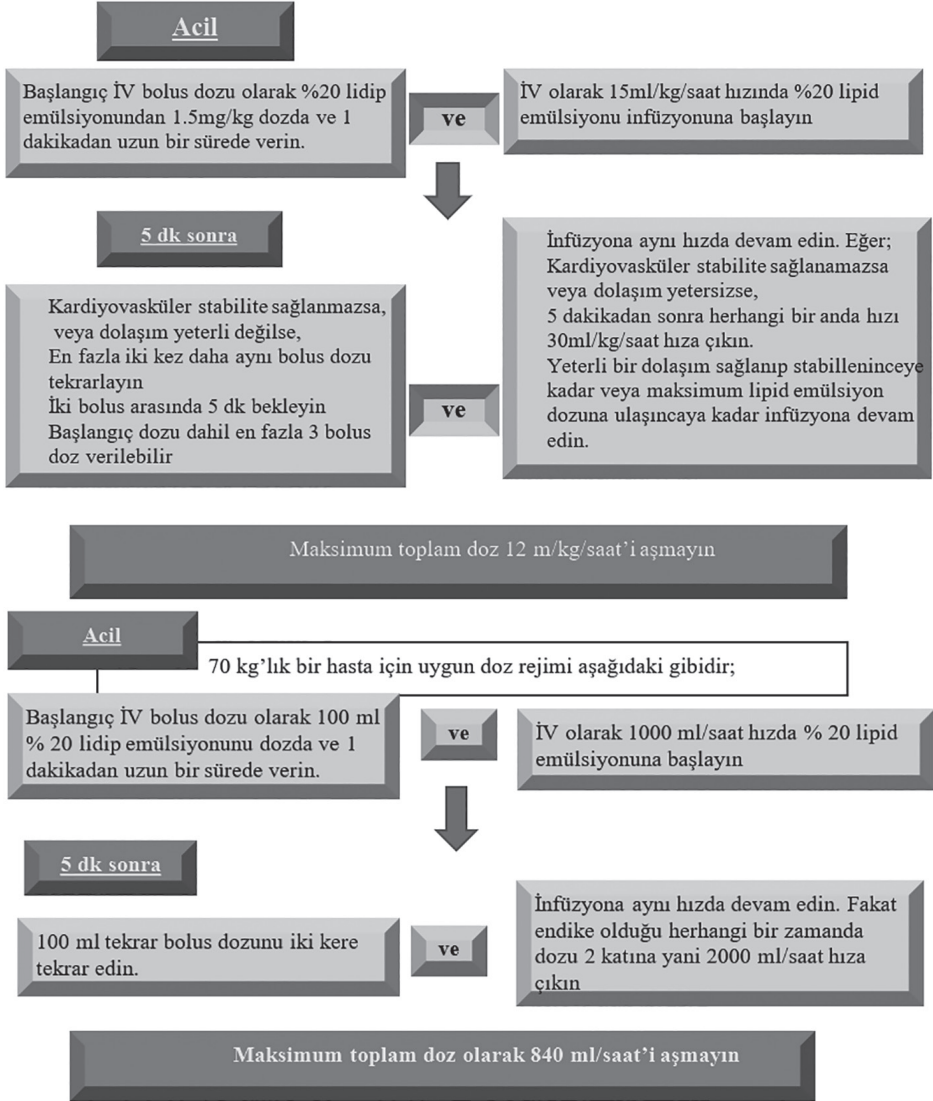 Acil
Başlangıç İV bolus dozu olarak %20 lidip
emülsiyonundan 1.5mg/kg dozda ve 1
dakikadan uzun bir sürede verin.
ve
İV olarak 15ml/kg/saat hızında %20 lipid
emülsiyonu infüzyonuna başlayın
5 dk sonra
Kardiyovasküler stabilite sağlanmazsa,
veya dolaşım yeterli değilse,
En fazla iki kez daha aynı bolus dozu
tekrarlayın
İki bolus arasında 5 dk bekleyin
Başlangıç dozu dahil en fazla 3 bolus
doz verilebilir
ve
İnfüzyona aynı hızda devam edin. Eğer;
Kardiyovasküler stabilite sağlanamazsa
veya dolaşım yetersizse,
5 dakikadan sonra herhangi bir anda hızı
30ml/kg/saat hıza çıkın.
Yeterli bir dolaşım sağlanıp stabilleninceye
kadar veya maksimum lipid emülsiyon
dozuna ulaşıncaya kadar infüzyona devam
edin.
Maksimum toplam doz 12 m/kg/saat’i aşmayın
Acil
70 kg’lık bir hasta için uygun doz rejimi aşağıdaki gibidir;
Başlangıç İV bolus dozu olarak 100 ml
% 20 lidip emülsiyonunu dozda ve 1
dakikadan uzun bir sürede verin.
ve
İV olarak 1000 ml/saat hızda % 20 lipid
emülsiyonuna başlayın
5 dk sonra
100 ml tekrar bolus dozunu iki kere
tekrar edin.
ve
İnfüzyona aynı hızda devam edin. Fakat
endike olduğu herhangi bir zamanda
dozu 2 katına yani 2000 ml/saat hıza
çıkın
Maksimum toplam doz olarak 840 ml/saat’i aşmayın